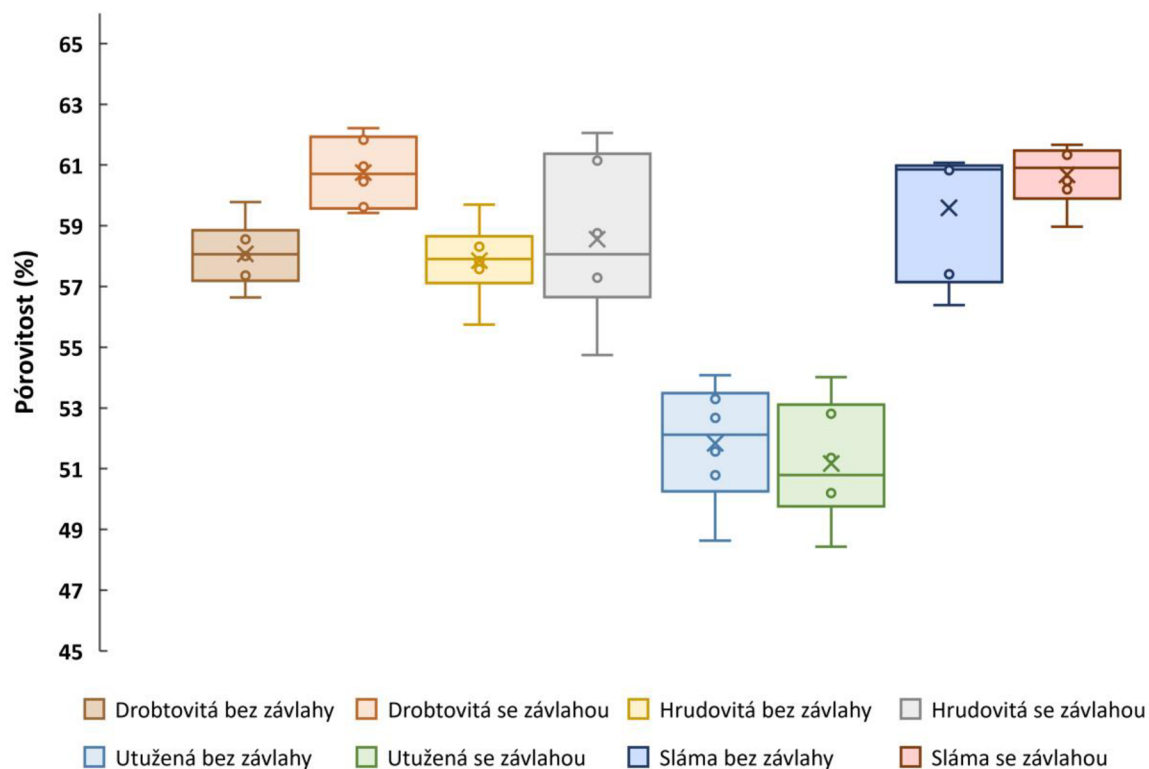 65
63
61
59
57
55
53
51
49
47
45
Pórovitost (%)
Drobtovitá bez závlahy
Drobtovitá se závlahou
Hrudovitá bez závlahy
Hrudovitá se závlahou
Utužená bez závlahy
Utužená se závlahou
Sláma bez závlahy
Sláma se závlahou